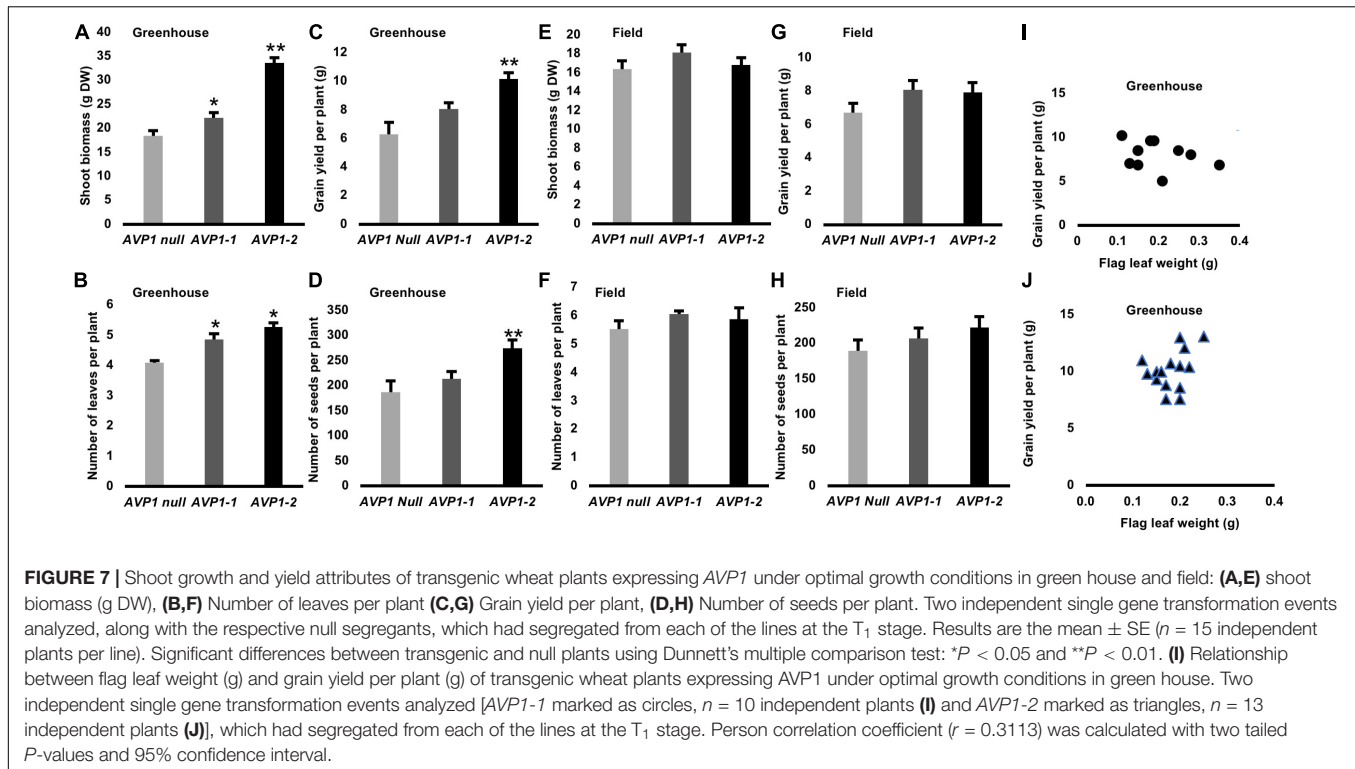 A
Greenhouse
Shoot biomass (g DW)
40
35
30
25
20
15
10
5
0
*
**
AVP1 null AVP1-1 AVP1-2
C
Greenhouse
Grain yield per plant (g)
12
10
8
6
4
2
0
**
AVP1 Null AVP1-1 AVP1-2
E
Field
Shoot biomass (g DW)
20
18
16
14
12
10
8
6
4
2
0
AVP1 null AVP1-1 AVP1-2
G
Field
Grain yield per plant (g)
10
8
6
4
2
0
AVP1 Null AVP1-1 AVP1-2
I
Greenhouse
Grain yield per plant (g)
15
10
5
0
0 0.1 0.2 0.3 0.4
Flag leaf weight (g)
B
Greenhouse
Number of leaves per plant
6
5
4
3
2
1
0
*
*
AVP1 null AVP1-1 AVP1-2
D
Greenhouse
Number of seeds per plant
350
300
250
200
150
100
50
0
**
AVP1 Null AVP1-1 AVP1-2
F
Field
Number of leaves per plant
7
6
5
4
3
2
1
0
AVP1 null AVP1-1 AVP1-2
H
Field
Number of seeds per plant
250
200
150
100
50
0
AVP1 Null AVP1-1 AVP1-2
J
Greenhouse
Grain yield per plant (g)
15
10
5
0
0 0.1 0.2 0.3 0.4
Flag leaf weight (g)
FIGURE 7 | Shoot growth and yield attributes of transgenic wheat plants expressing AVP1 under optimal growth conditions in green house and field: (A,E) shoot
biomass (g DW), (B,F) Number of leaves per plant (C,G) Grain yield per plant, (D,H) Number of seeds per plant. Two independent single gene transformation events
analyzed, along with the respective null segregants, which had segregated from each of the lines at the T₁ stage. Results are the mean ± SE (n = 15 independent
plants per line). Significant differences between transgenic and null plants using Dunnett's multiple comparison test: *P < 0.05 and **P < 0.01. (I) Relationship
between flag leaf weight (g) and grain yield per plant (g) of transgenic wheat plants expressing AVP1 under optimal growth conditions in green house. Two
independent single gene transformation events analyzed [AVP1-1 marked as circles, n = 10 independent plants (I) and AVP1-2 marked as triangles, n = 13
independent plants (J)], which had segregated from each of the lines at the T₁ stage. Person correlation coefficient (r = 0.3113) was calculated with two tailed
P-values and 95% confidence interval.